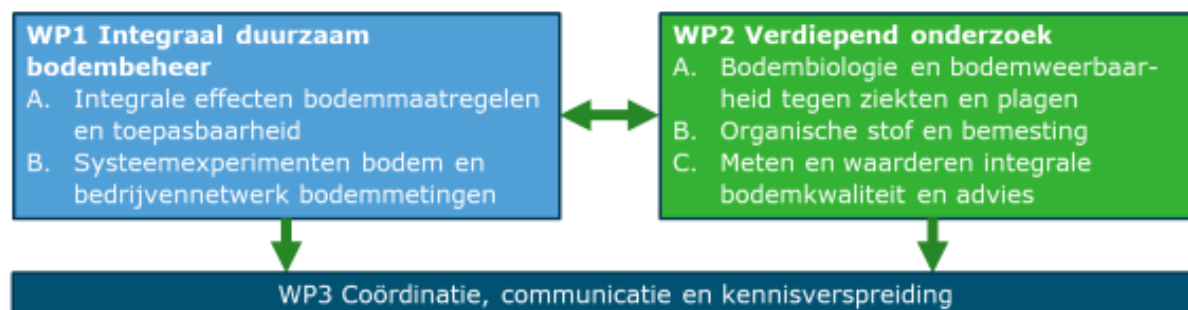 WP1 Integraal duurzaam
bodembeheer
A. Integrale effecten bodemmaatregelen
en toepasbaarheid
B. Systeemexperimenten bodem en
bedrijvennetwerk bodemmetingen
WP2 Verdiepend onderzoek
A. Bodembiologie en bodemweerbaar-
heid tegen ziekten en plagen
B. Organische stof en bemesting
C. Meten en waarderen integrale
bodemkwaliteit en advies
WP3 Coördinatie, communicatie en kennisverspreiding